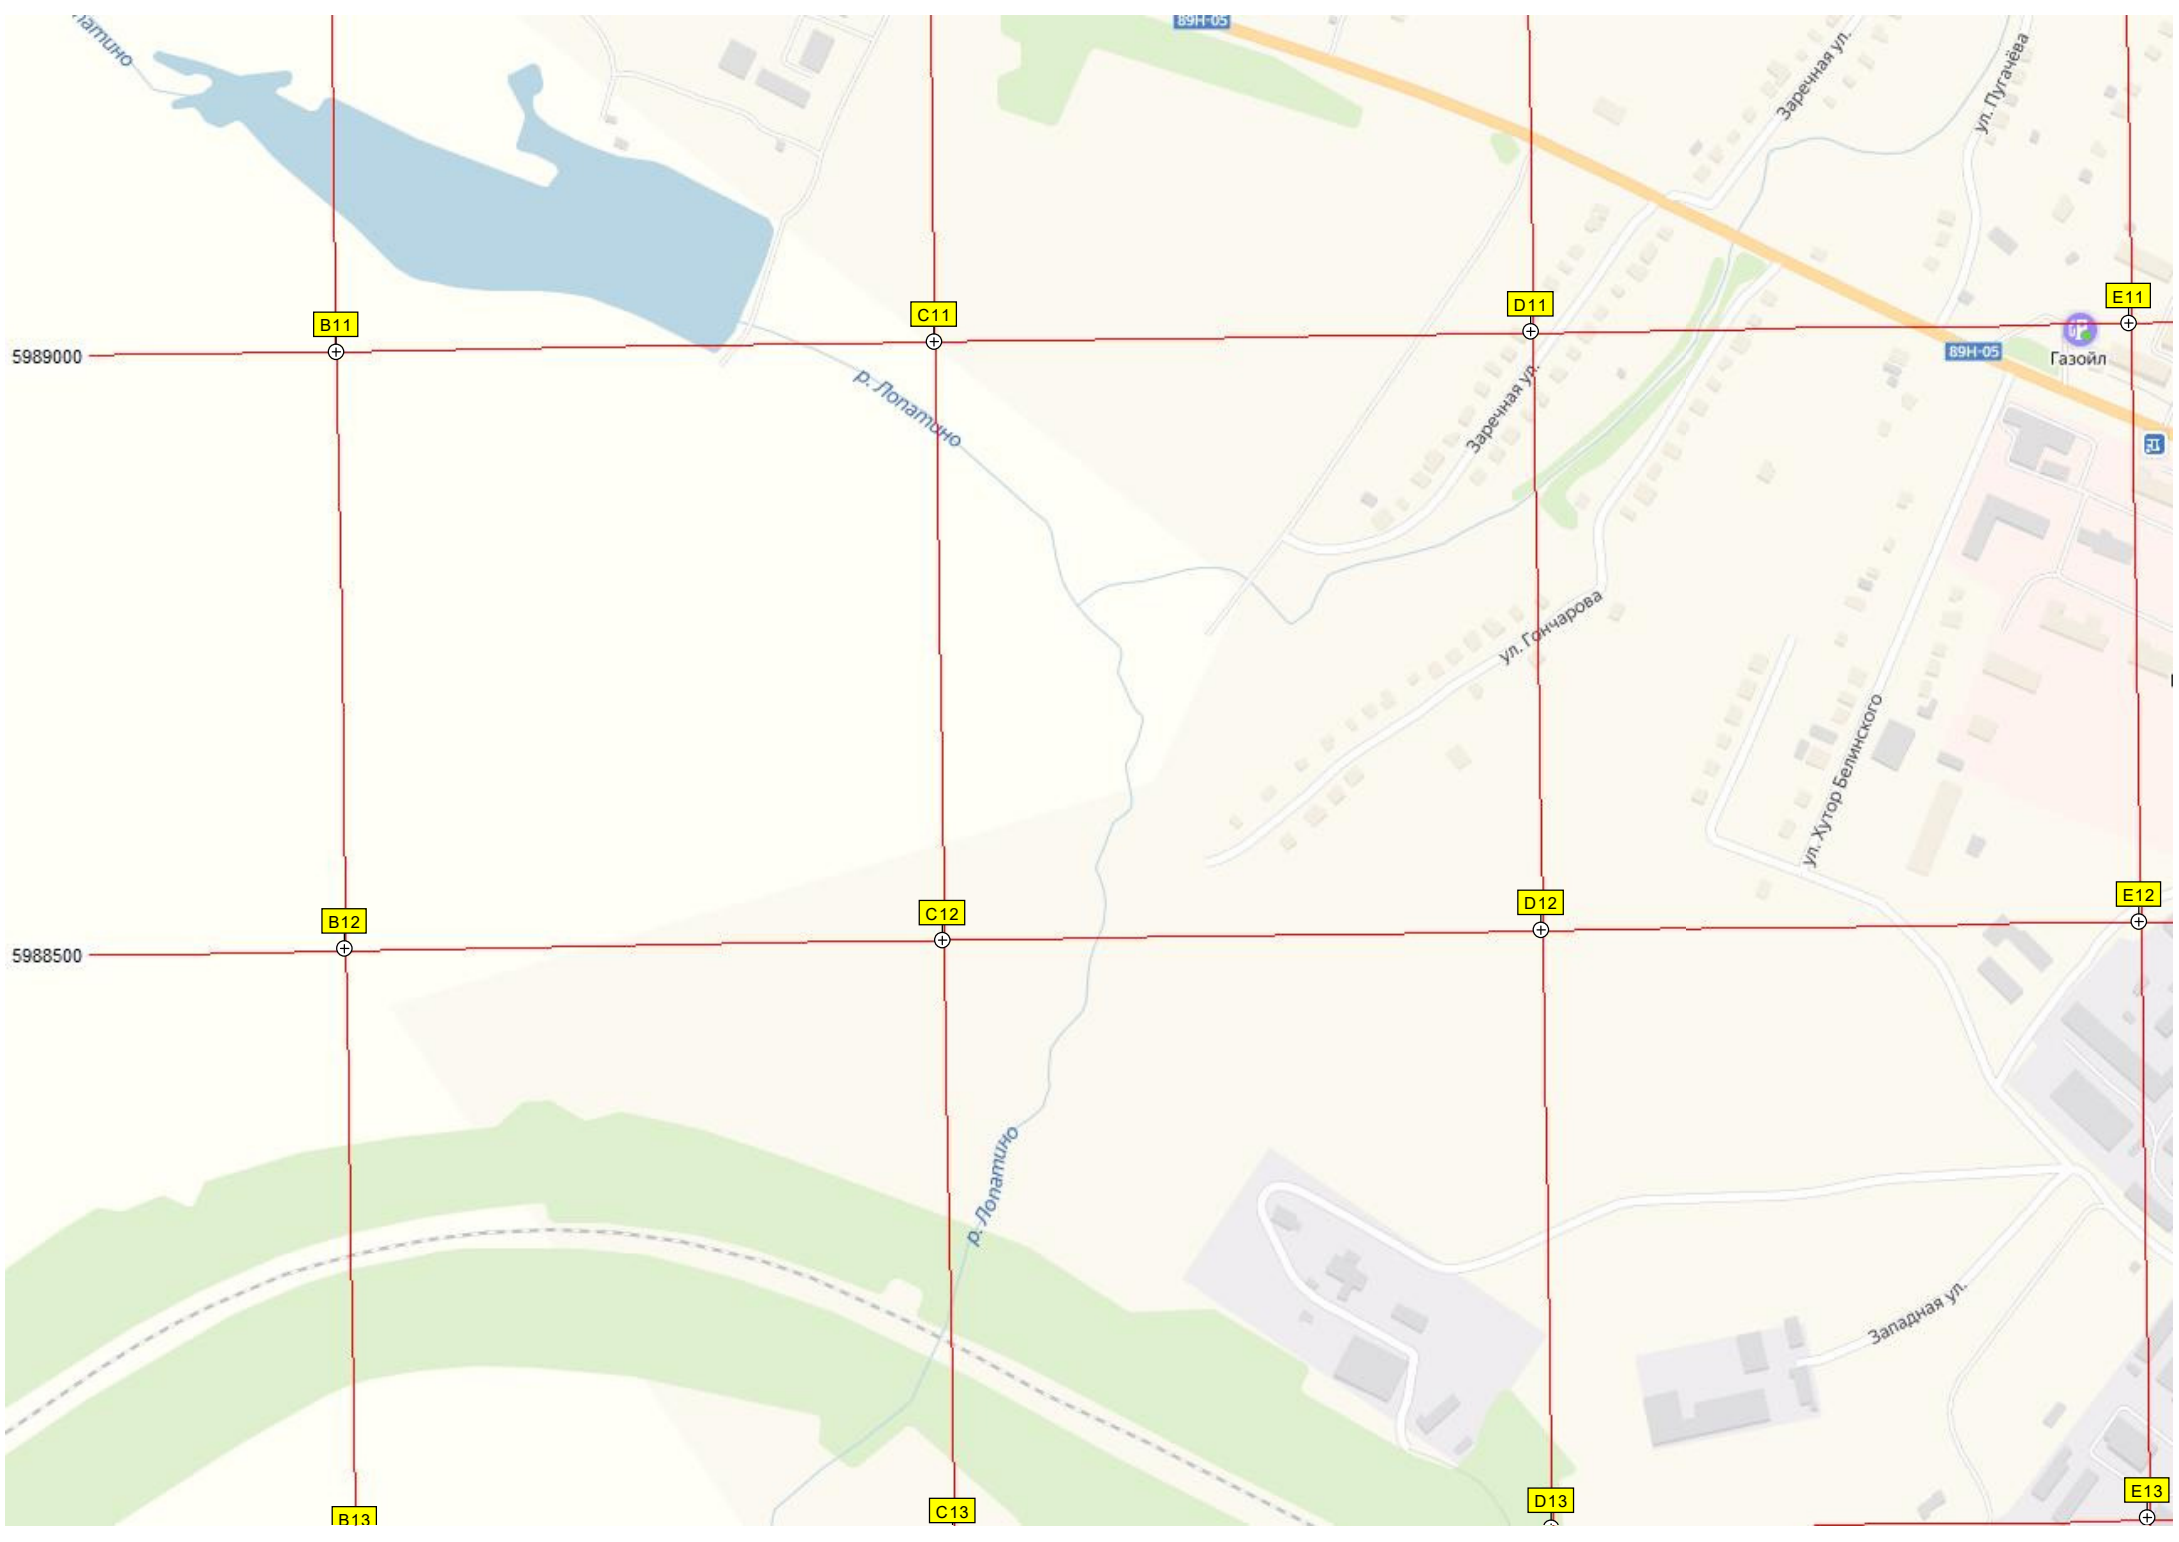 89Н-05
Заречная ул.
ул. Пугачёва
B11
C11
D11
E11
5989000
89Н-05
Газойл
р. Лопатино
Заречная ул.
ул. Гончарова
ул. Хутор Белинского
B12
C12
D12
E12
5988500
р. Лопатино
Западная ул.
B13
C13
D13
E13